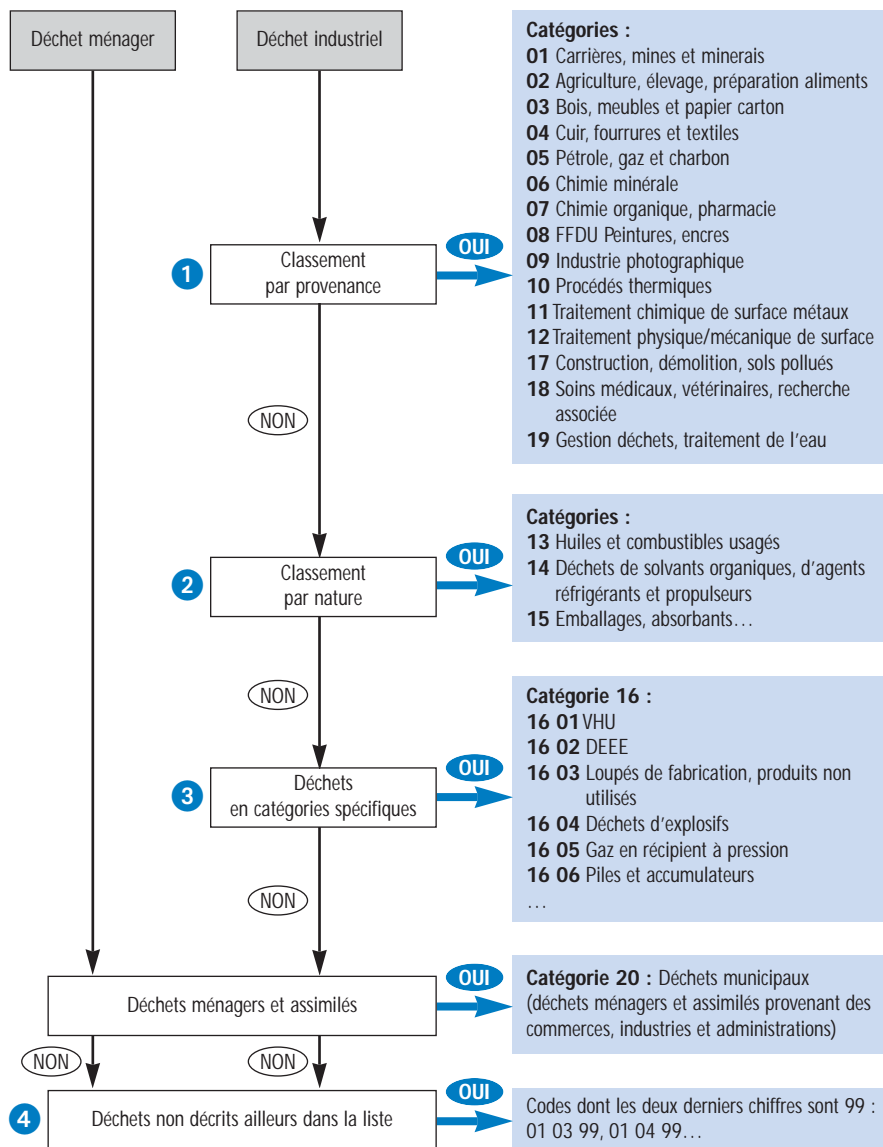 Déchet ménager
Déchet industriel
Catégories :
01 Carrières, mines et minerais
02 Agriculture, élevage, préparation aliments
03 Bois, meubles et papier carton
04 Cuir, fourrures et textiles
05 Pétrole, gaz et charbon
06 Chimie minérale
07 Chimie organique, pharmacie
08 FFDU Peintures, encres
09 Industrie photographique
10 Procédés thermiques
11 Traitement chimique de surface métaux
12 Traitement physique/mécanique de surface
17 Construction, démolition, sols pollués
18 Soins médicaux, vétérinaires, recherche
associée
19 Gestion déchets, traitement de l'eau
1
Classement
par provenance
OUI
NON
2
Classement
par nature
OUI
Catégories :
13 Huiles et combustibles usagés
14 Déchets de solvants organiques, d'agents
réfrigérants et propulseurs
15 Emballages, absorbants…
NON
3
Déchets
en catégories spécifiques
OUI
Catégorie 16 :
16 01 VHU
16 02 DEEE
16 03 Loupés de fabrication, produits non
utilisés
16 04 Déchets d'explosifs
16 05 Gaz en récipient à pression
16 06 Piles et accumulateurs
…
NON
Déchets ménagers et assimilés
OUI
Catégorie 20 : Déchets municipaux
(déchets ménagers et assimilés provenant des
commerces, industries et administrations)
NON
NON
4
Déchets non décrits ailleurs dans la liste
OUI
Codes dont les deux derniers chiffres sont 99 :
01 03 99, 01 04 99…